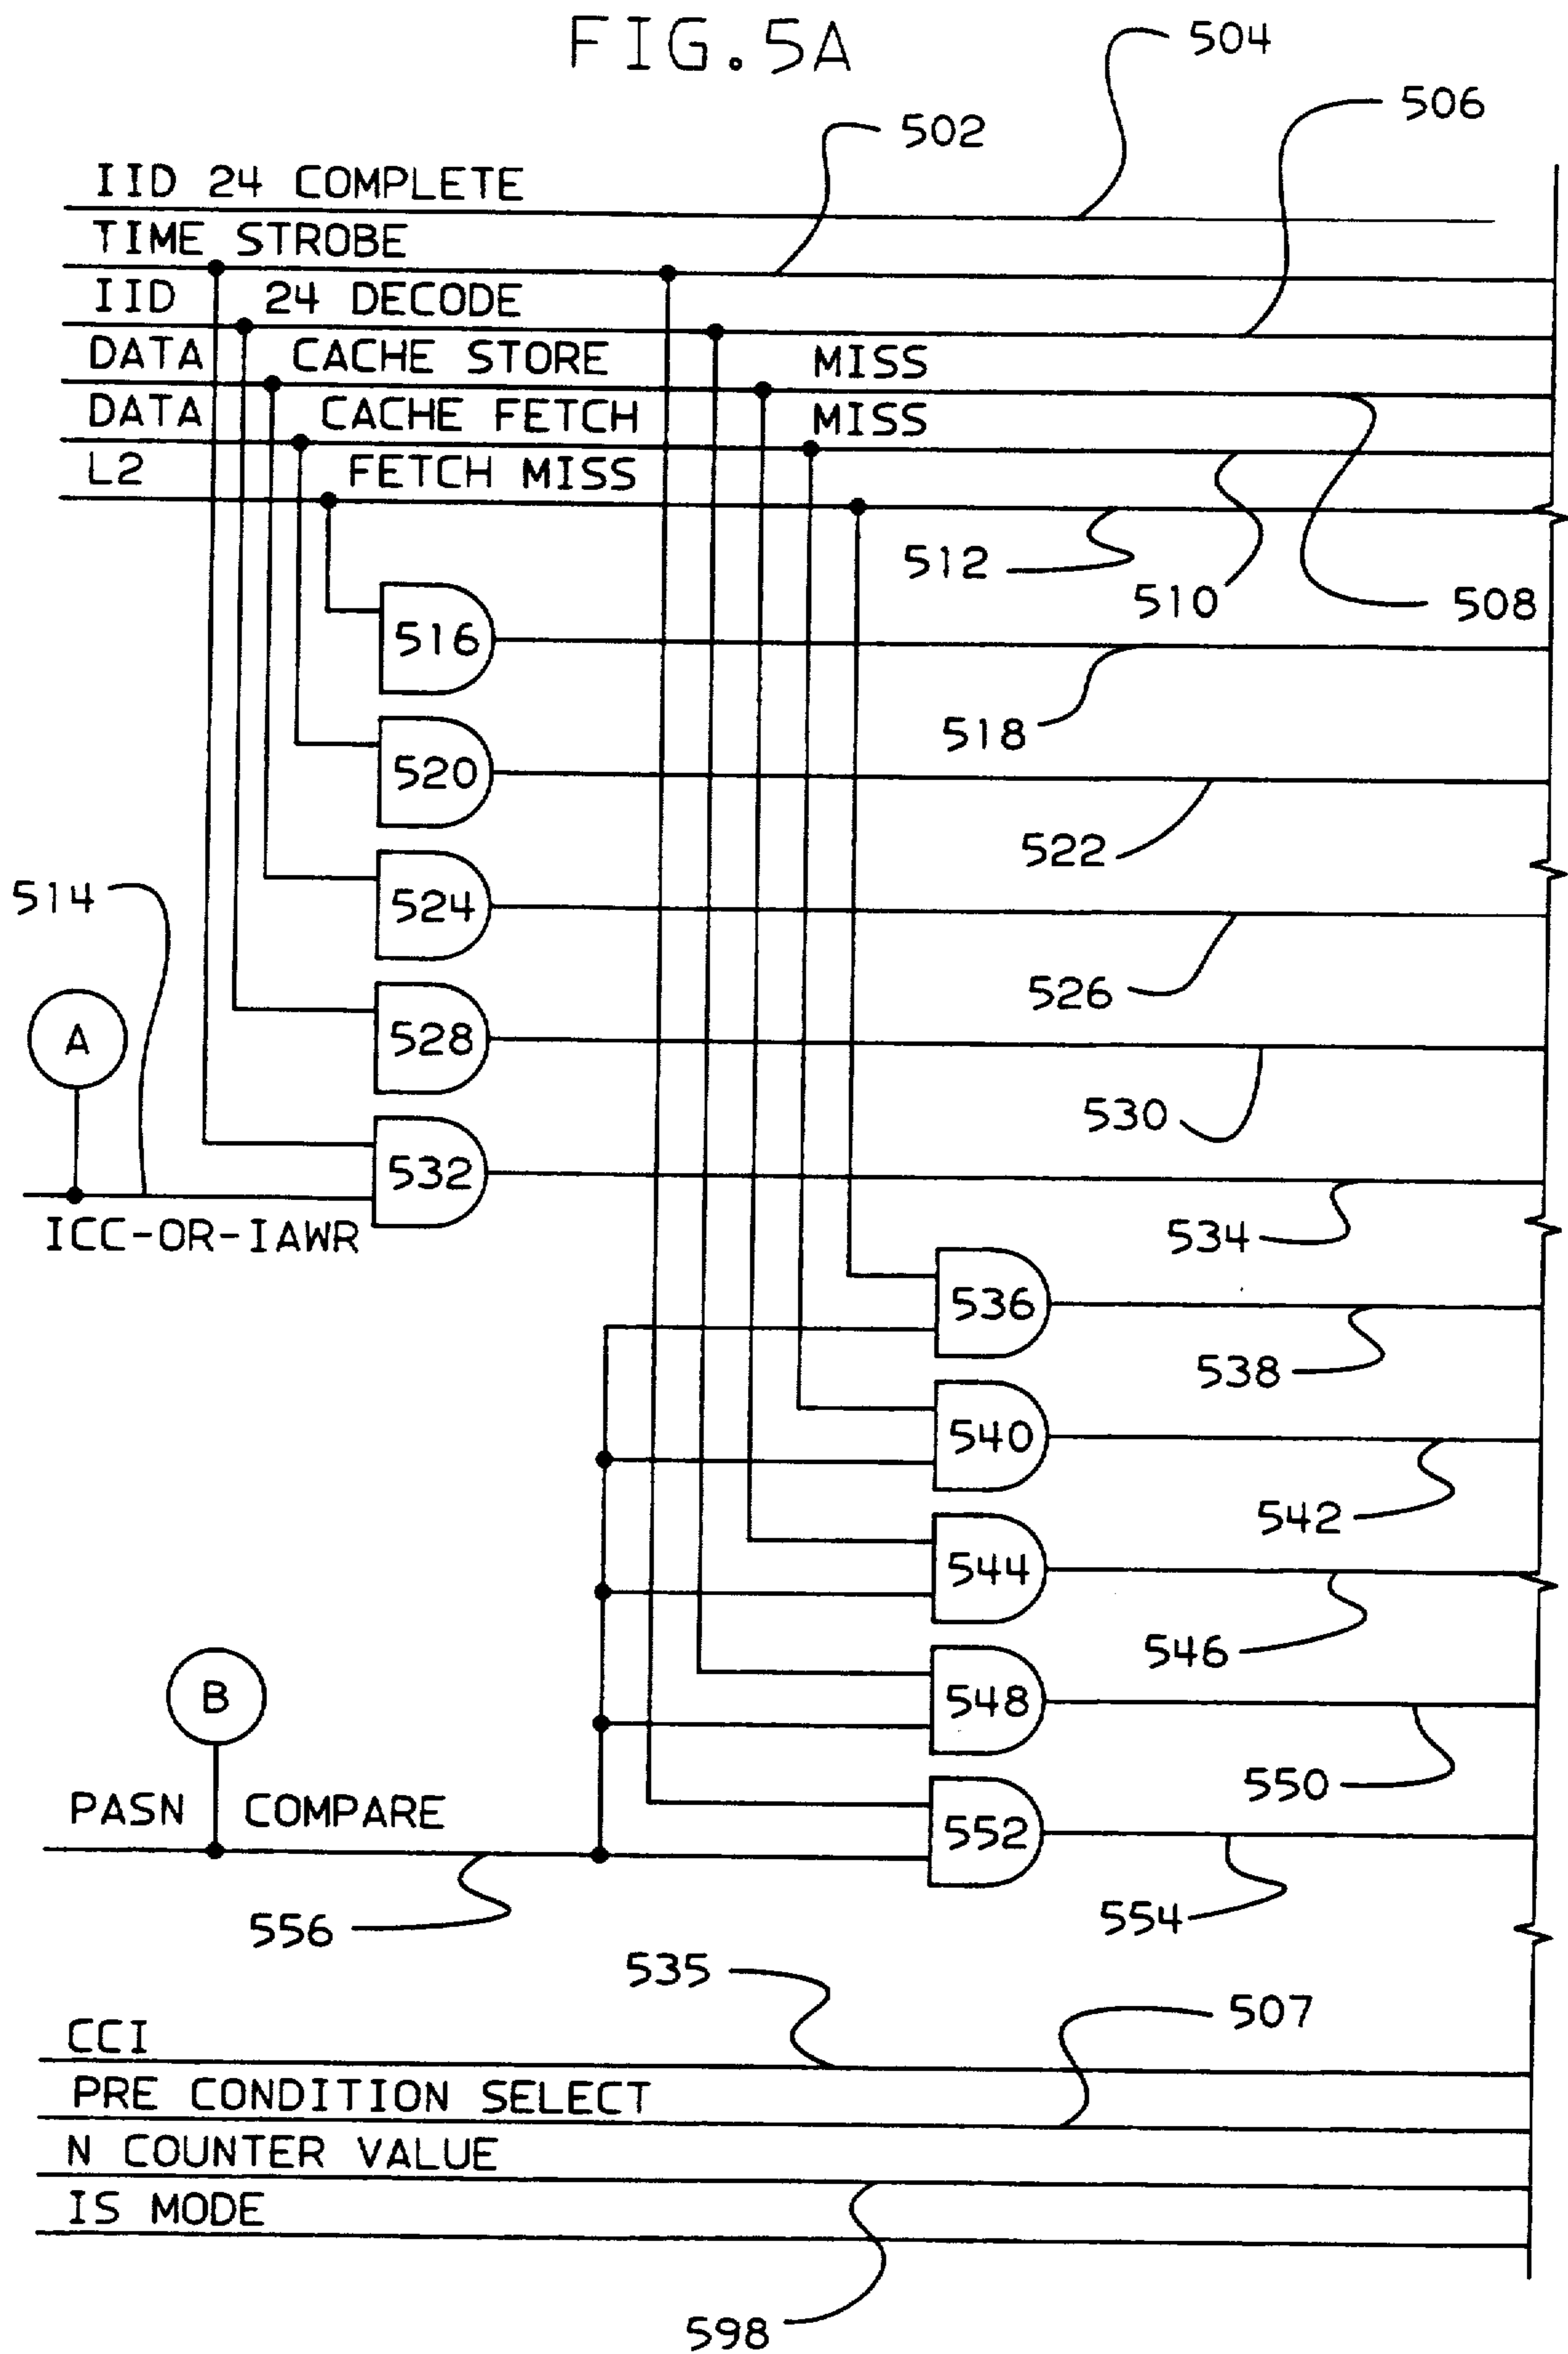 FIG.5A
504
506
502
IID 24 COMPLETE
TIME STROBE
IID 24 DECODE
DATA CACHE STORE MISS
DATA CACHE FETCH MISS
L2 FETCH MISS
512
510
508
516
518
520
522
514
524
526
A
528
530
532
534
ICC-OR-IAWR
536
538
540
542
544
546
B
548
550
PASN COMPARE
552
554
556
535
507
CCI
PRE CONDITION SELECT
N COUNTER VALUE
IS MODE
598